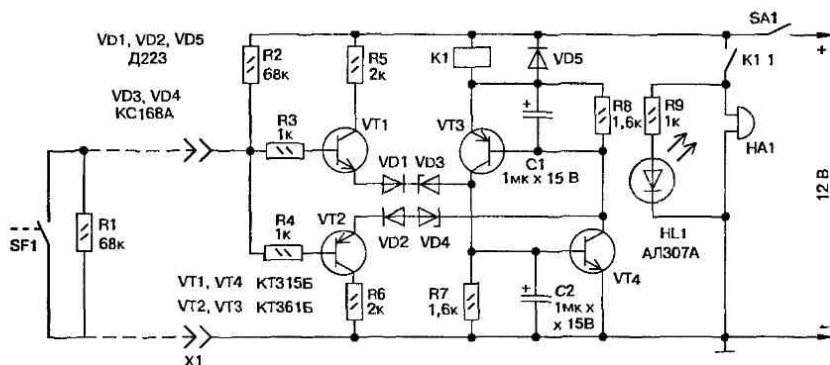 SA1
VD1, VD2, VD5
Д223
VD3, VD4
КС168А
R2
68к
R5
2к
K1
VD5
K1 1
+
R3
1к
VT1
VT3
+
R8
1,6к
R9
1к
HA1
VD1
VD3
C1
1мк x 15 В
12 В
SF1
R1
68к
R4
1к
VT2
VD2
VD4
HL1
АЛ307А
VT4
VT1, VT4 КТ315Б
VT2, VT3 КТ361Б
R6
2к
R7
1,6к
+
C2
1мк x
x 15В
X1
−